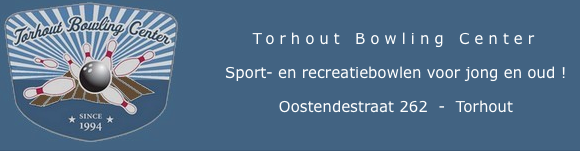 Torhout Bowling Center
SINCE
1994
Torhout Bowling Center
Sport- en recreatiebowlen voor jong en oud !
Oostendestraat 262 - Torhout